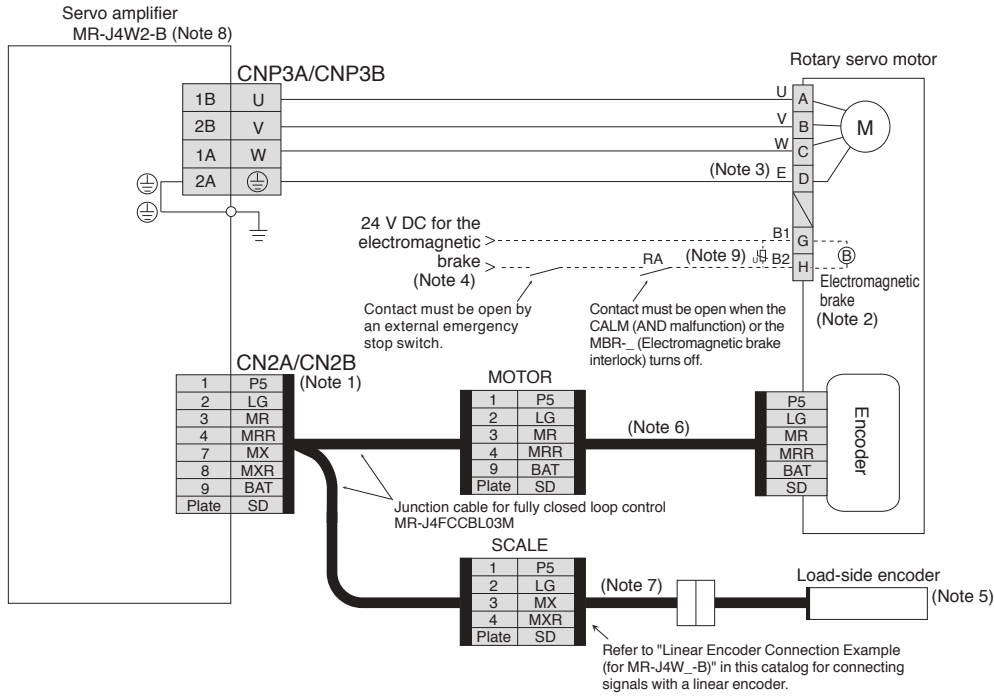 Servo amplifier
MR-J4W2-B (Note 8)
CNP3A/CNP3B
1B U
2B V
1A W
2A
Rotary servo motor
U A
V B
W C
(Note 3) E D
M
24 V DC for the
electromagnetic
brake
(Note 4)
B1 G
RA (Note 9) U B2 H
B
Electromagnetic
brake
(Note 2)
Contact must be open by
an external emergency
stop switch.
Contact must be open when the
CALM (AND malfunction) or the
MBR-_ (Electromagnetic brake
interlock) turns off.
CN2A/CN2B
(Note 1)
1 P5
2 LG
3 MR
4 MRR
7 MX
8 MXR
9 BAT
Plate SD
MOTOR
1 P5
2 LG
3 MR
4 MRR
9 BAT
Plate SD
(Note 6)
P5
LG
MR
MRR
BAT
SD
Encoder
Junction cable for fully closed loop control
MR-J4FCCBL03M
SCALE
1 P5
2 LG
3 MX
4 MXR
Plate SD
(Note 7)
Load-side encoder
(Note 5)
Refer to "Linear Encoder Connection Example
(for MR-J4W_-B)" in this catalog for connecting
signals with a linear encoder.